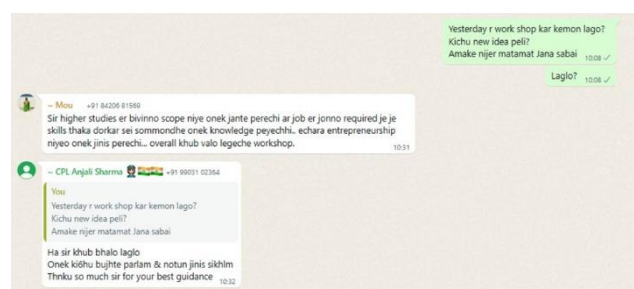 Yesterday r work shop kar kemon lago?
Kichu new idea peli?
Amake nijer matamat Jana sabai 10:08
Laglo? 10:08
~ Mou +91 84206 81569
Sir higher studies er bivinno scope niye onek jante perechi ar job er jonno required je je
skills thaka dorkar sei sommondhe onek knowledge peyechhi.. echara entrepreneurship
niyeo onek jinis perechi... overall khub valo legeche workshop. 10:31
~ CPL Anjali Sharma +91 99031 02364
You
Yesterday r work shop kar kemon lago?
Kichu new idea peli?
Amake nijer matamat Jana sabai
Ha sir khub bhalo laglo
Onek ki6hu bujhte parlam & notun jinis sikhlm
Thnku so much sir for your best guidance 10:32